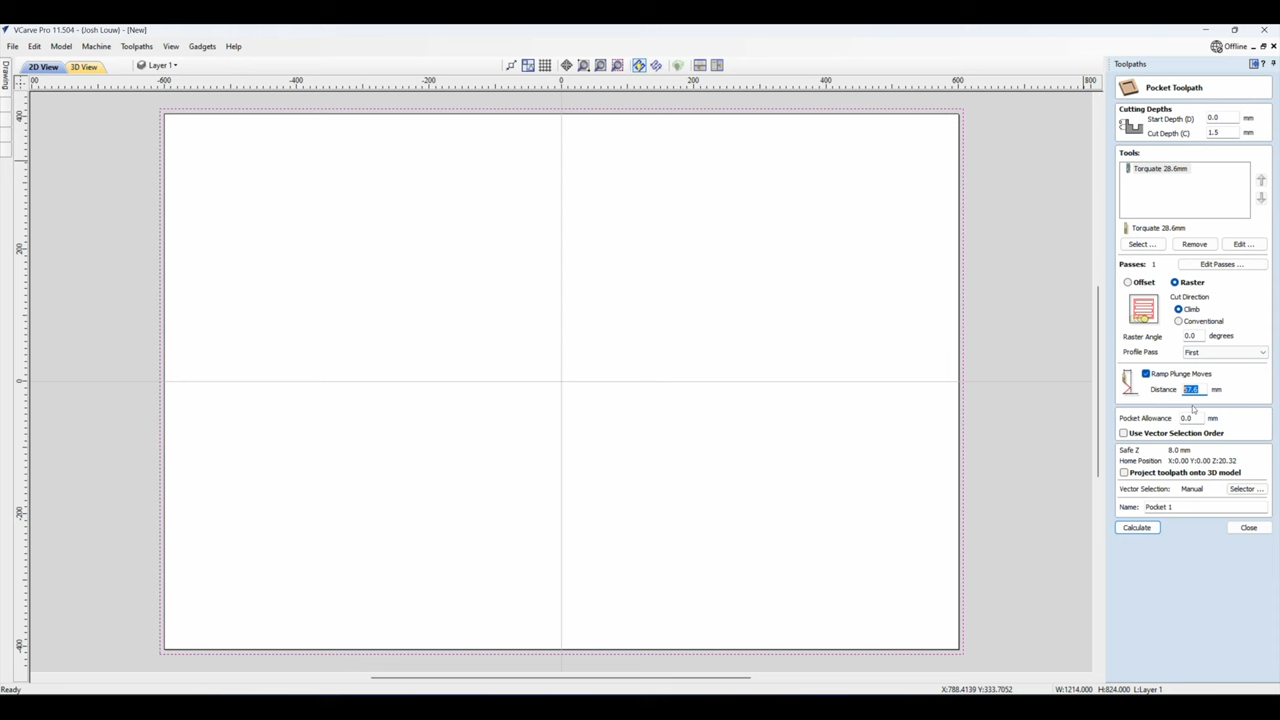 VCarve Pro 11.504 - {Josh Louw} - [New]
File Edit Model Machine Toolpaths View Gadgets Help
Offline
2D View 3D View Layer 1
Toolpaths
Drawing
00 -600 -400 -200 0 200 400 600 800
400
200
0
-200
-400
Pocket Toolpath
Cutting Depths
Start Depth (D) 0.0 mm
Cut Depth (C) 1.5 mm
Tools:
Torquate 28.6mm
Torquate 28.6mm
Select ... Remove Edit ...
Passes: 1 Edit Passes ...
Offset Raster
Cut Direction
Climb
Conventional
Raster Angle 0.0 degrees
Profile Pass First
Ramp Plunge Moves
Distance mm
Pocket Allowance 0.0 mm
Use Vector Selection Order
Safe Z 8.0 mm
Home Position X:0.00 Y:0.00 Z:20.32
Project toolpath onto 3D model
Vector Selection: Manual Selector ...
Name: Pocket 1
Calculate Close
Ready X:788.4139 Y:333.7052 W:1214.000 H:824.000 L:Layer 1